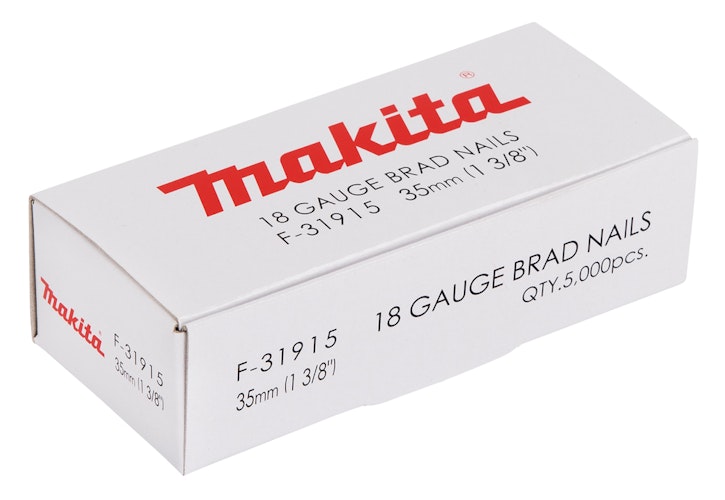 makita®
18 GAUGE BRAD NAILS
F-31915 35mm (1 3/8")
makita®
F-31915
35mm (1 3/8")
F-31915
35mm (1 3/8")
18 GAUGE BRAD NAILS
QTY.5,000pcs.